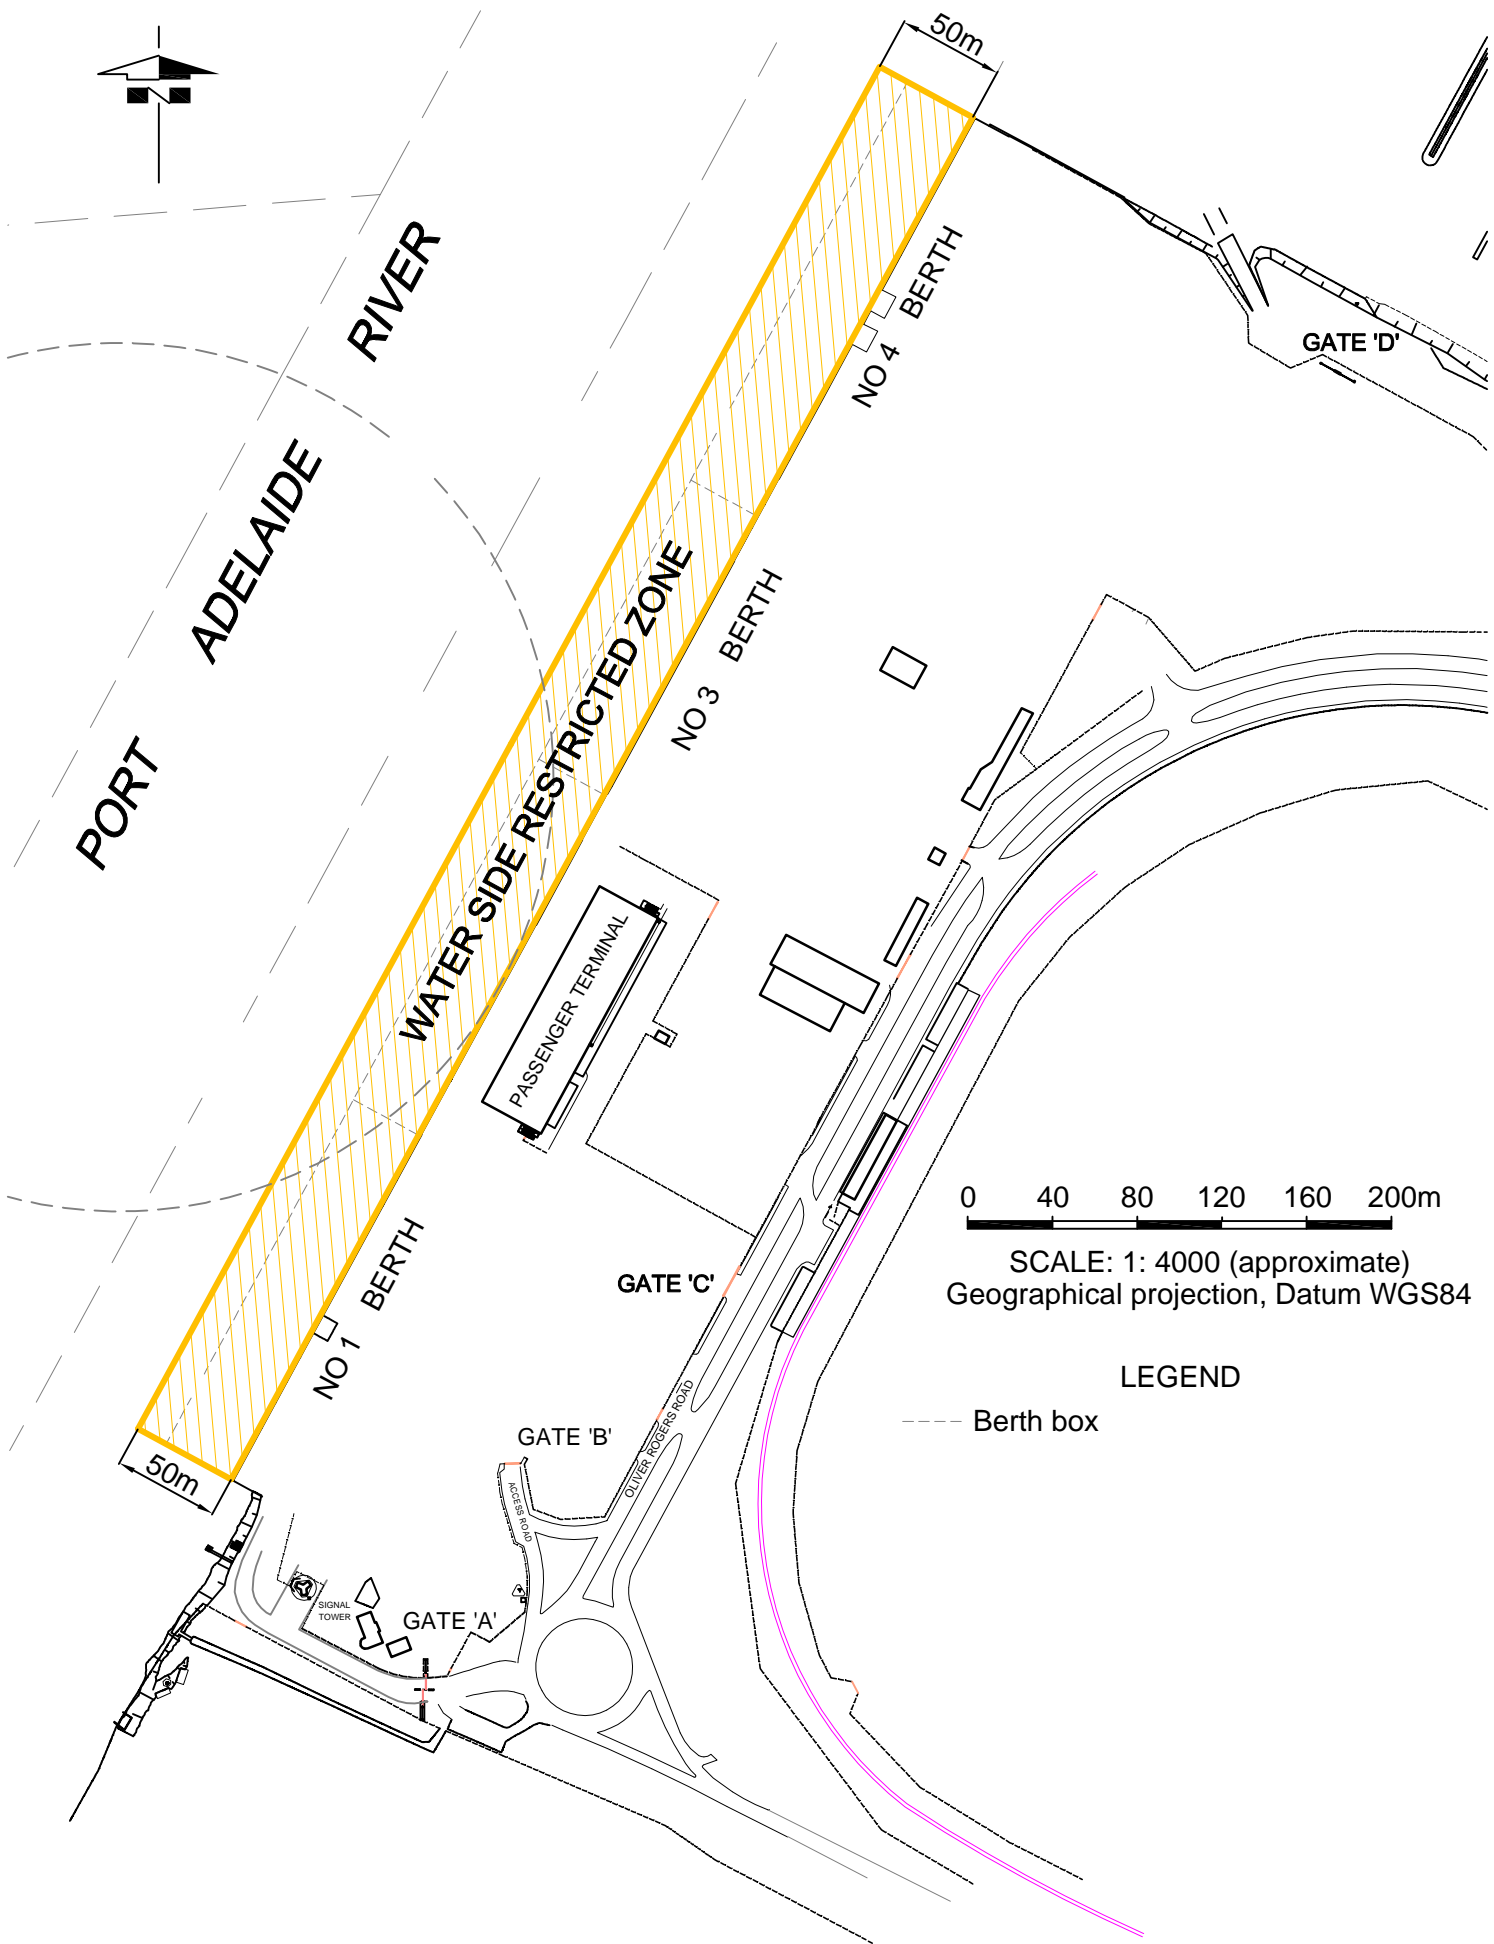 50m
N
RIVER
ADELAIDE
PORT
BERTH
NO 4
GATE 'D'
WATER SIDE RESTRICTED ZONE
BERTH
NO 3
PASSENGER TERMINAL
0 40 80 120 160 200m
SCALE: 1: 4000 (approximate)
Geographical projection, Datum WGS84
BERTH
NO 1
GATE 'C'
LEGEND
Berth box
GATE 'B'
OLIVER ROGERS ROAD
50m
ACCESS ROAD
SIGNAL
TOWER
GATE 'A'